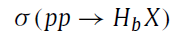 σ(pp → H_bX)